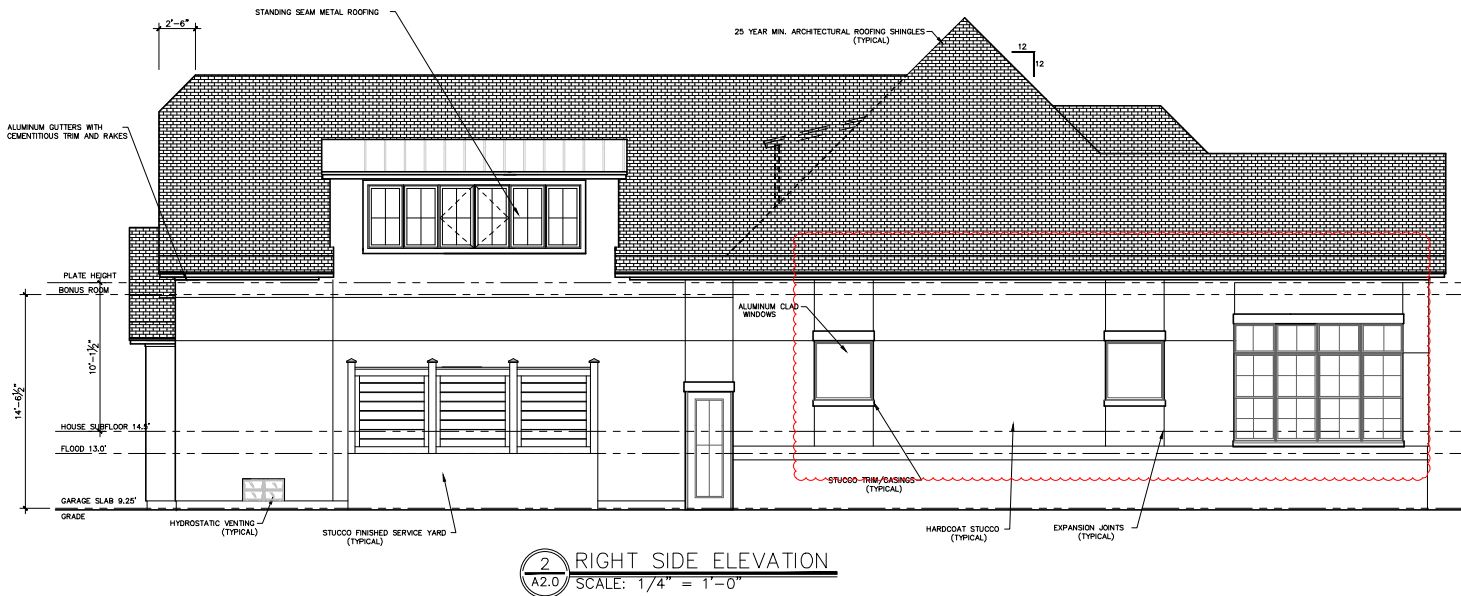 2'-6"
STANDING SEAM METAL ROOFING
25 YEAR MIN. ARCHITECTURAL ROOFING SHINGLES
(TYPICAL)
12
12
ALUMINUM GUTTERS WITH
CEMENTITIOUS TRIM AND RAKES
PLATE HEIGHT
BONUS ROOM
ALUMINUM CLAD
WINDOWS
10'-1½"
14'-6½"
HOUSE SUBFLOOR 14.5'
FLOOD 13.0'
GARAGE SLAB 9.25'
GRADE
HYDROSTATIC VENTING
(TYPICAL)
STUCCO FINISHED SERVICE YARD
(TYPICAL)
STUCCO TRIM/CASINGS
(TYPICAL)
HARDCOAT STUCCO
(TYPICAL)
EXPANSION JOINTS
(TYPICAL)
2
A2.0
RIGHT SIDE ELEVATION
SCALE: 1/4" = 1'-0"